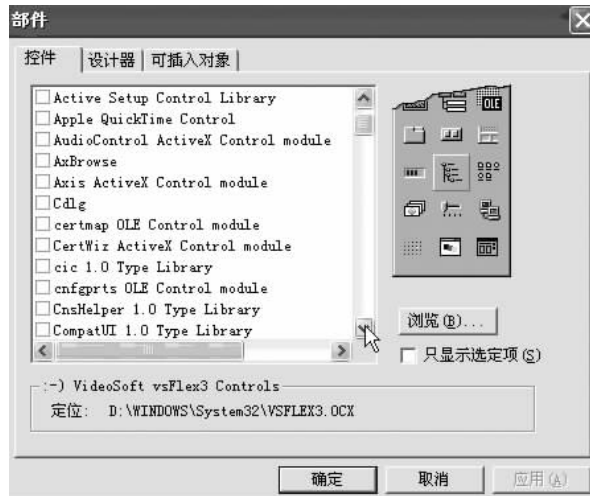 部件
控件 设计器 可插入对象
Active Setup Control Library
Apple QuickTime Control
AudioControl ActiveX Control module
AxBrowse
Axis ActiveX Control module
Cdlg
certmap OLE Control module
CertWiz ActiveX Control module
cic 1.0 Type Library
cnfgprts OLE Control module
CnsHelper 1.0 Type Library
CompatUI 1.0 Type Library
OLE
浏览(B)...
只显示选定项(S)
:-) VideoSoft vsFlex3 Controls
定位: D:\WINDOWS\System32\VSFLEX3.OCX
确定 取消 应用(A)